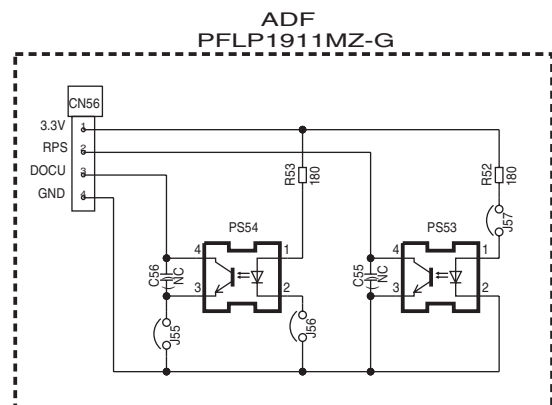 ADF
PFLP1911MZ-G
CN56
3.3V 1
RPS 2
DOCU 3
GND 4
R53
180
R52
180
J57
PS54
PS53
4 1
3 2
C56
NC
J55
J56
4 1
3 2
C55
NC